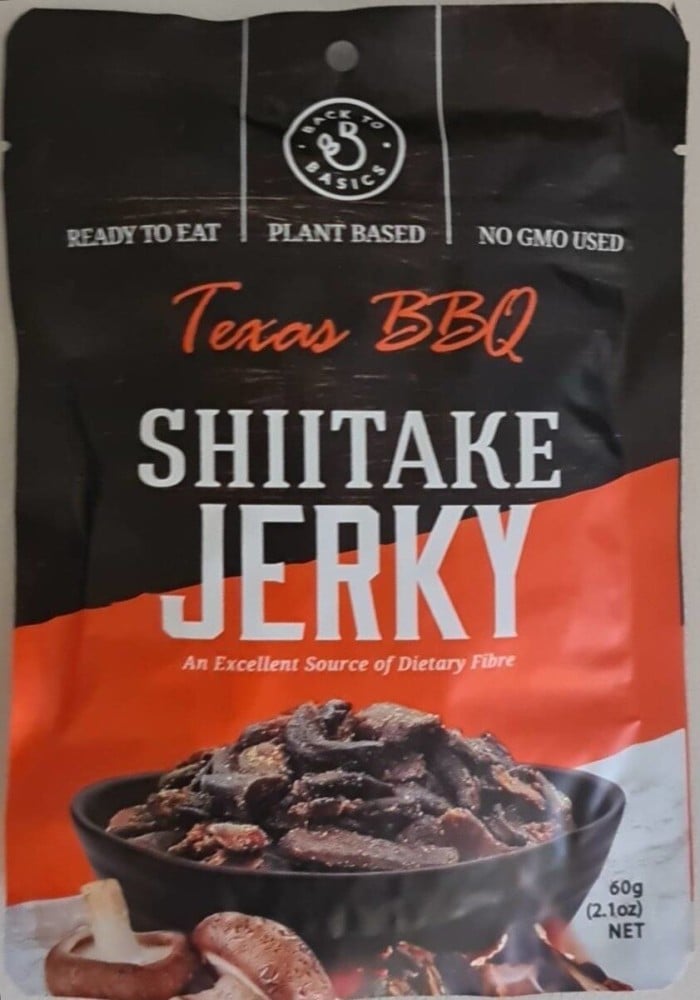 BACK TO
BB
BASICS
READY TO EAT
PLANT BASED
NO GMO USED
Texas BBQ
SHIITAKE
JERKY
An Excellent Source of Dietary Fibre
60g
(2.1oz)
NET